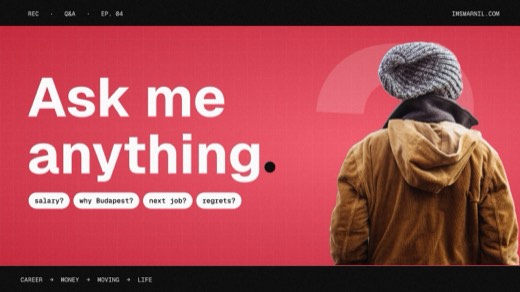 REC · Q&A · EP. 04
IMSWARNIL.COM
Ask me
anything.
salary? why Budapest? next job? regrets?
CAREER → MONEY → MOVING → LIFE